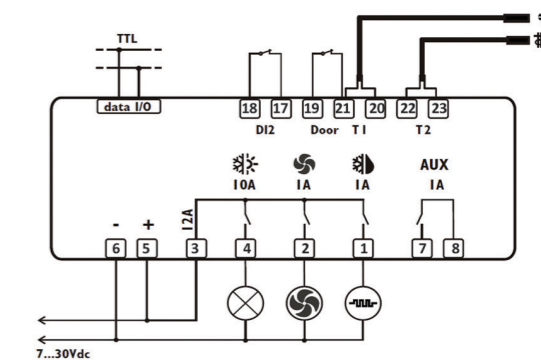 TTL
data I/O
18 17 19 21 20 22 23
DI2 Door T1 T2
AUX
10A 1A 1A 1A
12A
- +
6 5 3 4 2 1 7 8
7...30Vdc